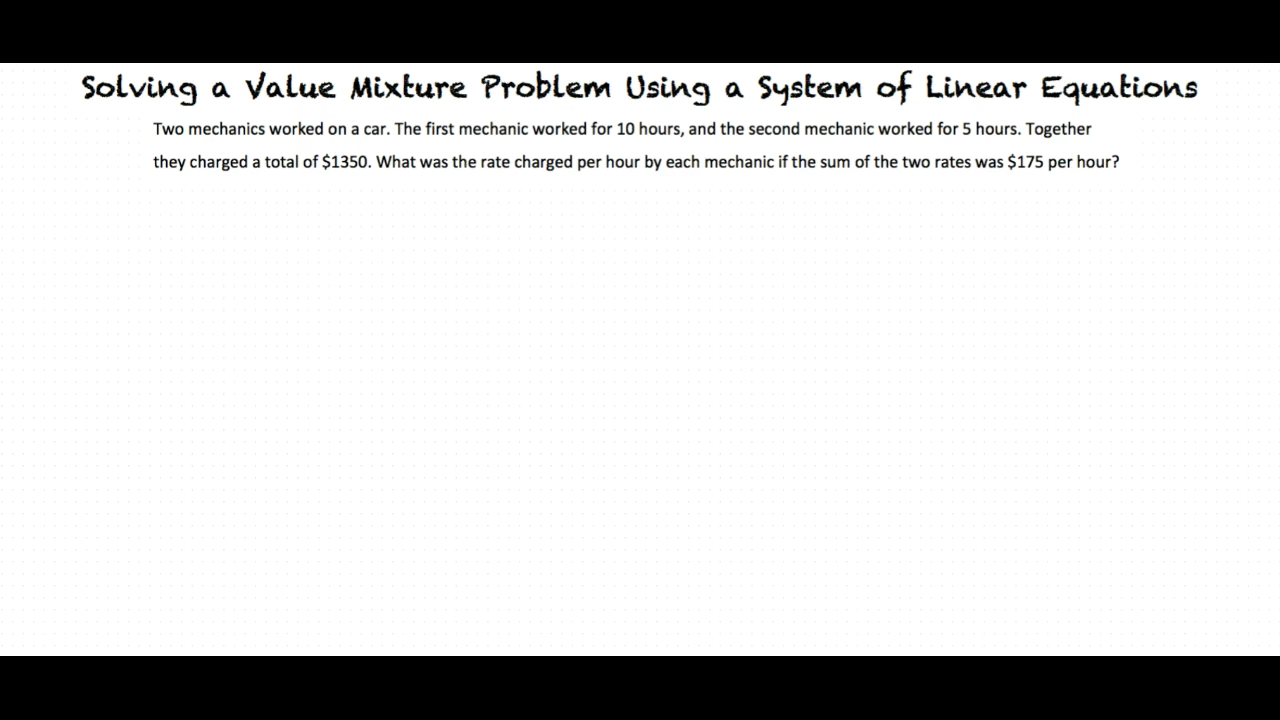 Solving a Value Mixture Problem Using a System of Linear Equations
Two mechanics worked on a car. The first mechanic worked for 10 hours, and the second mechanic worked for 5 hours. Together
they charged a total of $1350. What was the rate charged per hour by each mechanic if the sum of the two rates was $175 per hour?